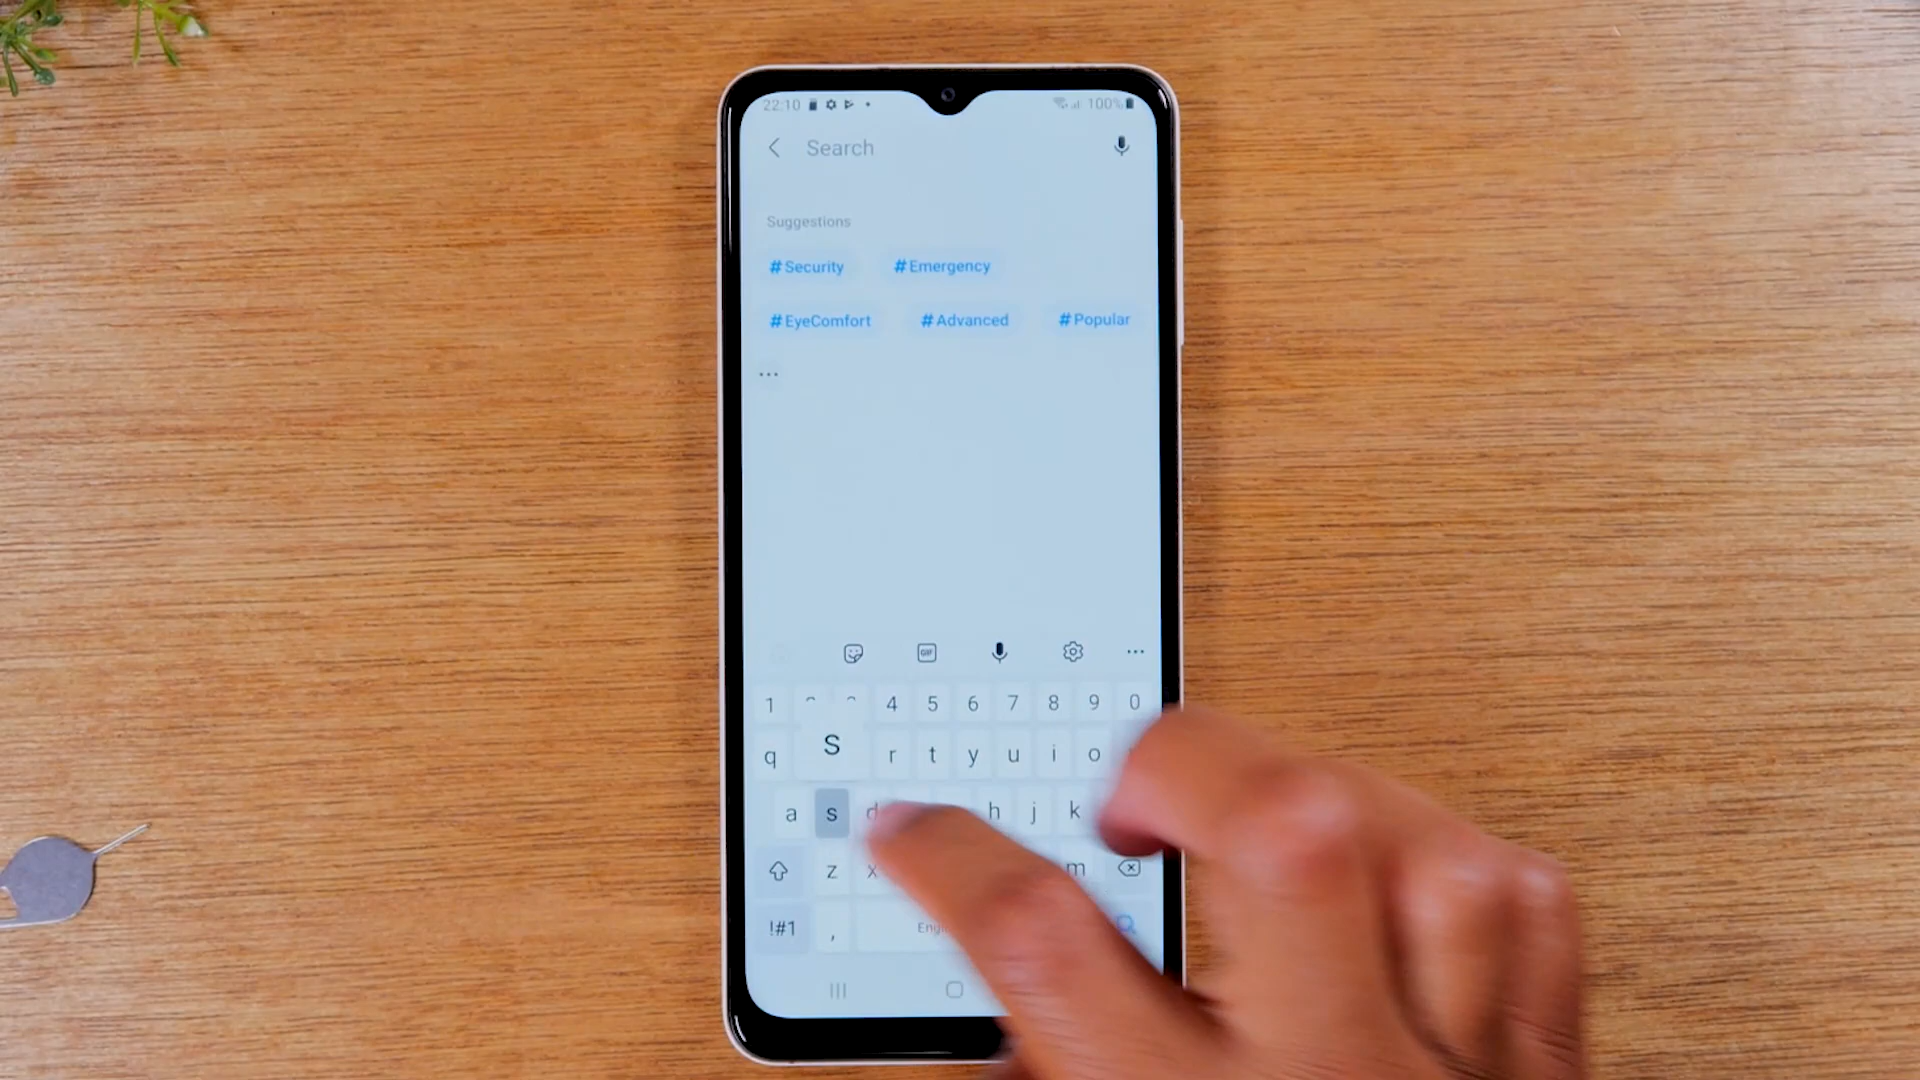 22:10 100%
Search
Suggestions
#Security #Emergency
#EyeComfort #Advanced #Popular
...
GIF ...
1 4 5 6 7 8 9 0
q S r t y u i o
a s d h j k
z x m
!#1 ,